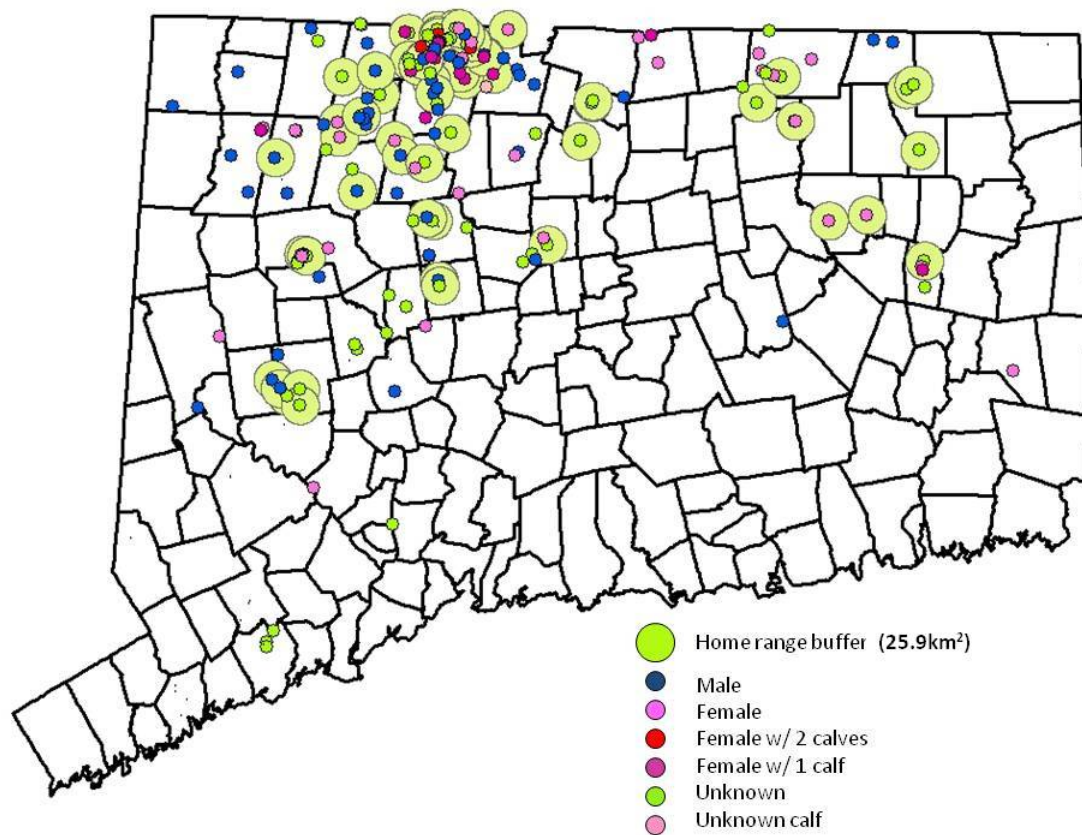 Home range buffer (25.9km²)
Male
Female
Female w/ 2 calves
Female w/ 1 calf
Unknown
Unknown calf